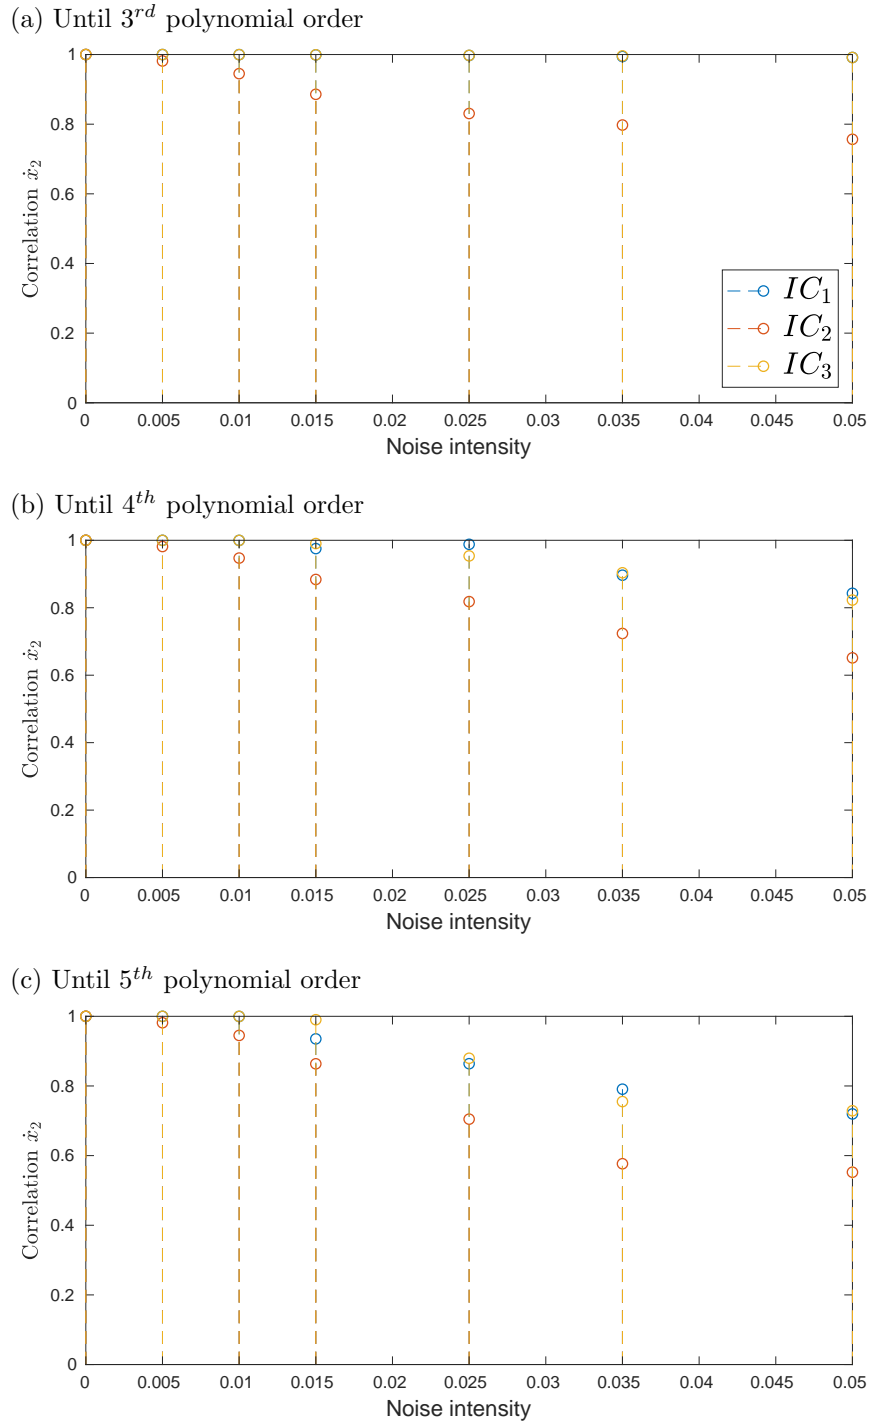 (a) Until 3rd polynomial order
1
0.8
0.6
0.4
0.2
0
Correlation ẋ2
IC1
IC2
IC3
0 0.005 0.01 0.015 0.02 0.025 0.03 0.035 0.04 0.045 0.05
Noise intensity
(b) Until 4th polynomial order
1
0.8
0.6
0.4
0.2
0
Correlation ẋ2
0 0.005 0.01 0.015 0.02 0.025 0.03 0.035 0.04 0.045 0.05
Noise intensity
(c) Until 5th polynomial order
1
0.8
0.6
0.4
0.2
0
Correlation ẋ2
0 0.005 0.01 0.015 0.02 0.025 0.03 0.035 0.04 0.045 0.05
Noise intensity